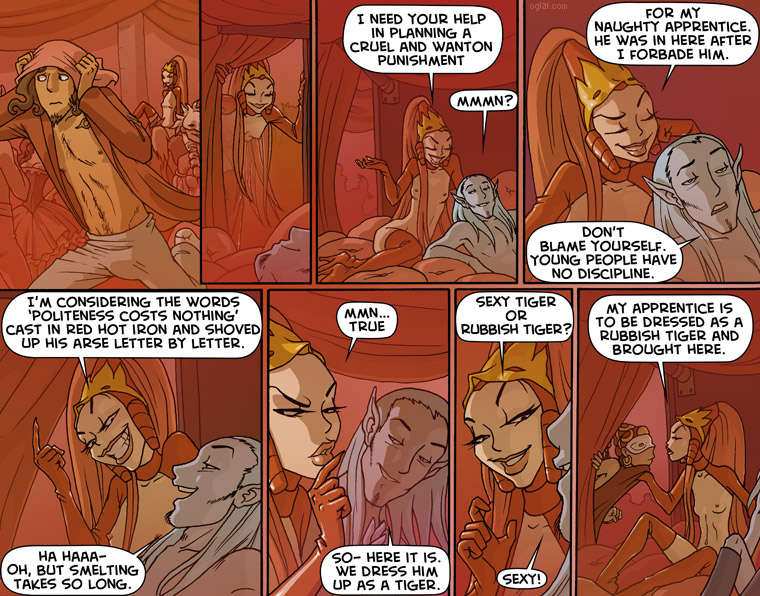 oglaf.com
I NEED YOUR HELP
IN PLANNING A
CRUEL AND WANTON
PUNISHMENT
MMMN?
FOR MY
NAUGHTY APPRENTICE.
HE WAS IN HERE AFTER
I FORBADE HIM.
DON'T
BLAME YOURSELF.
YOUNG PEOPLE HAVE
NO DISCIPLINE.
I'M CONSIDERING THE WORDS
'POLITENESS COSTS NOTHING'
CAST IN RED HOT IRON AND SHOVED
UP HIS ARSE LETTER BY LETTER.
HA HAAA-
OH, BUT SMELTING
TAKES SO LONG.
MMN...
TRUE
SO- HERE IT IS.
WE DRESS HIM
UP AS A TIGER.
SEXY TIGER
OR
RUBBISH TIGER?
SEXY!
MY APPRENTICE IS
TO BE DRESSED AS A
RUBBISH TIGER AND
BROUGHT HERE.